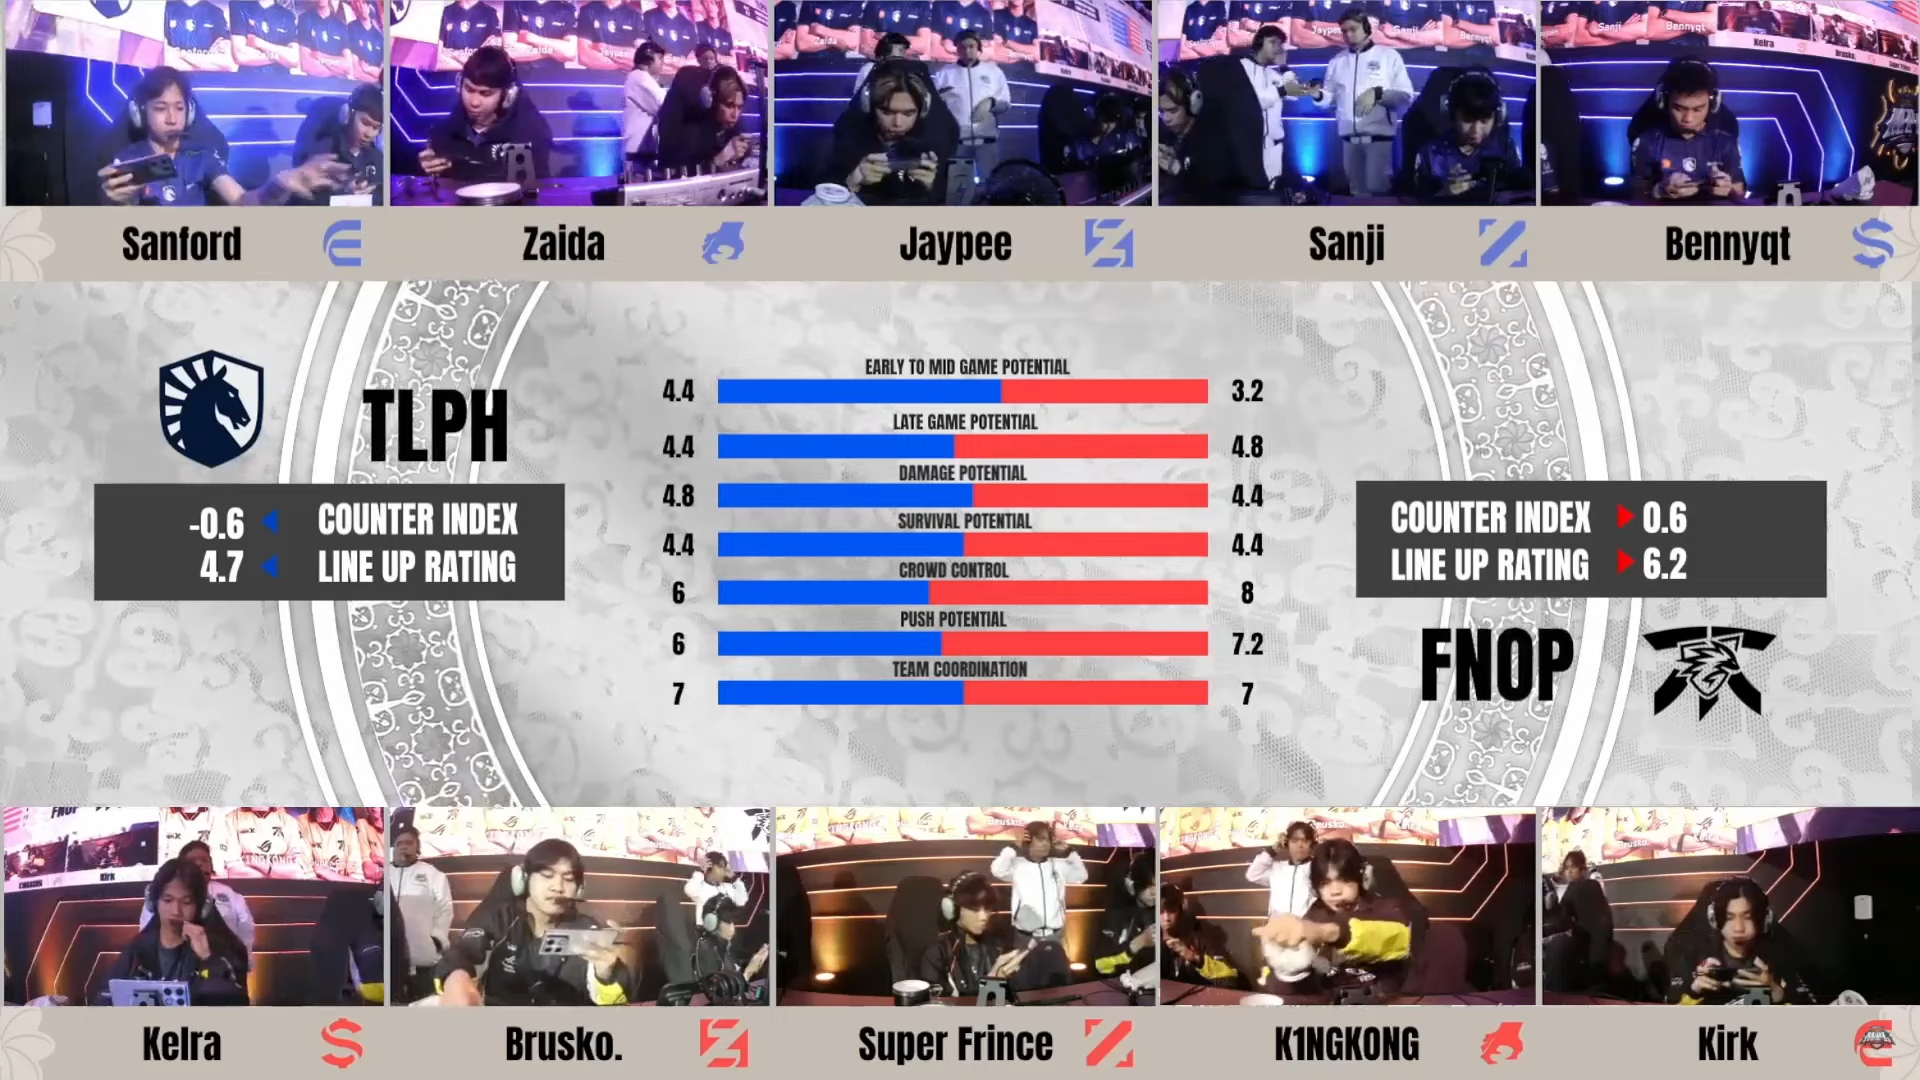 Sanford
Zaida
Jaypee
Sanji
Bennyqt
TLPH
-0.6 COUNTER INDEX
4.7 LINE UP RATING
EARLY TO MID GAME POTENTIAL
4.4 3.2
LATE GAME POTENTIAL
4.4 4.8
DAMAGE POTENTIAL
4.8 4.4
SURVIVAL POTENTIAL
4.4 4.4
CROWD CONTROL
6 8
PUSH POTENTIAL
6 7.2
TEAM COORDINATION
7 7
COUNTER INDEX 0.6
LINE UP RATING 6.2
FNOP
Kelra
Brusko.
Super Frince
K1NGKONG
Kirk